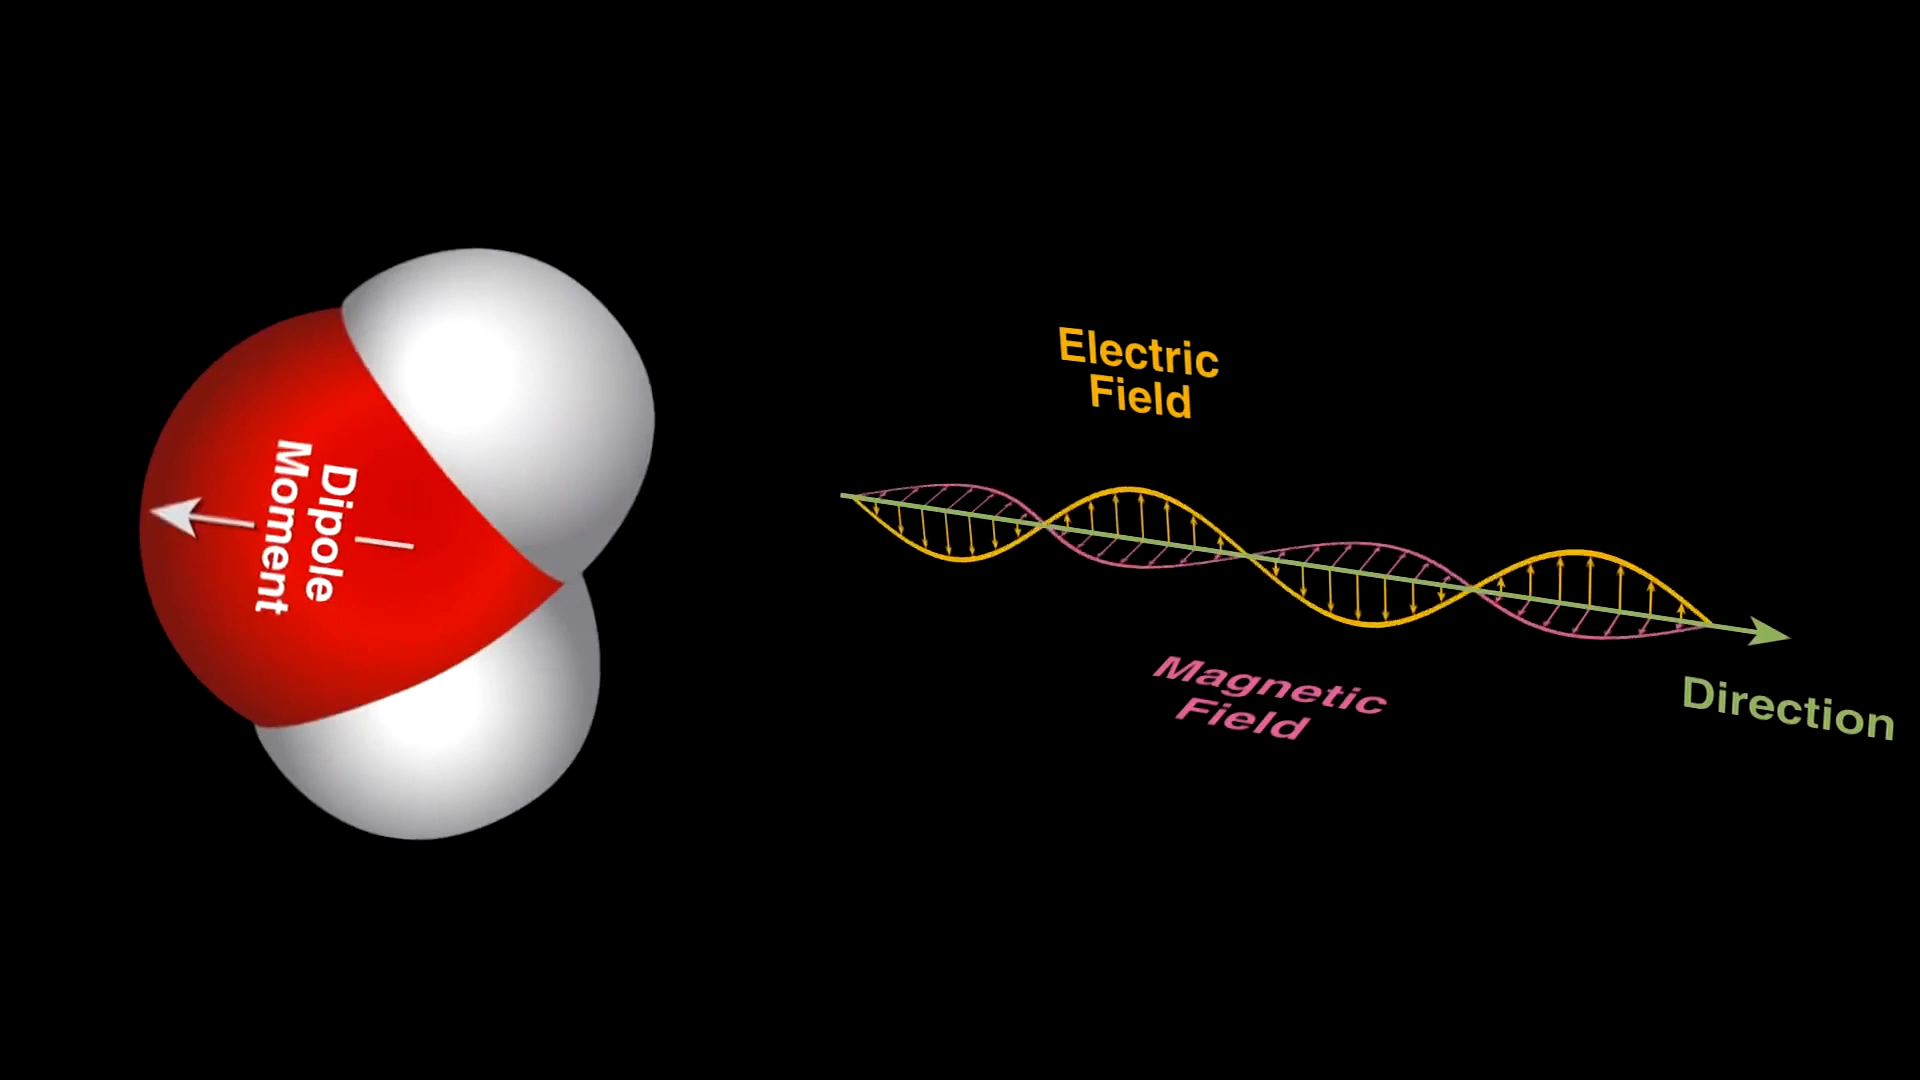 Dipole
Moment
Electric
Field
Magnetic
Field
Direction